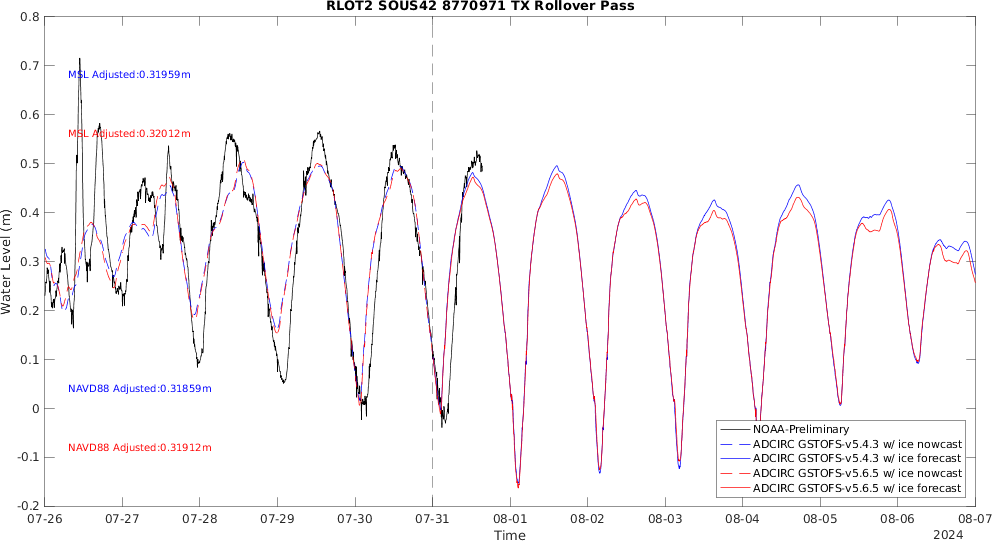 RLOT2 SOUS42 8770971 TX Rollover Pass
Water Level (m)
0.8
0.7
0.6
0.5
0.4
0.3
0.2
0.1
0
-0.1
-0.2
MSL Adjusted:0.31959m
MSL Adjusted:0.32012m
NAVD88 Adjusted:0.31859m
NAVD88 Adjusted:0.31912m
NOAA-Preliminary
ADCIRC GSTOFS-v5.4.3 w/ ice nowcast
ADCIRC GSTOFS-v5.4.3 w/ ice forecast
ADCIRC GSTOFS-v5.6.5 w/ ice nowcast
ADCIRC GSTOFS-v5.6.5 w/ ice forecast
07-26 07-27 07-28 07-29 07-30 07-31 08-01 08-02 08-03 08-04 08-05 08-06 08-07
Time
2024